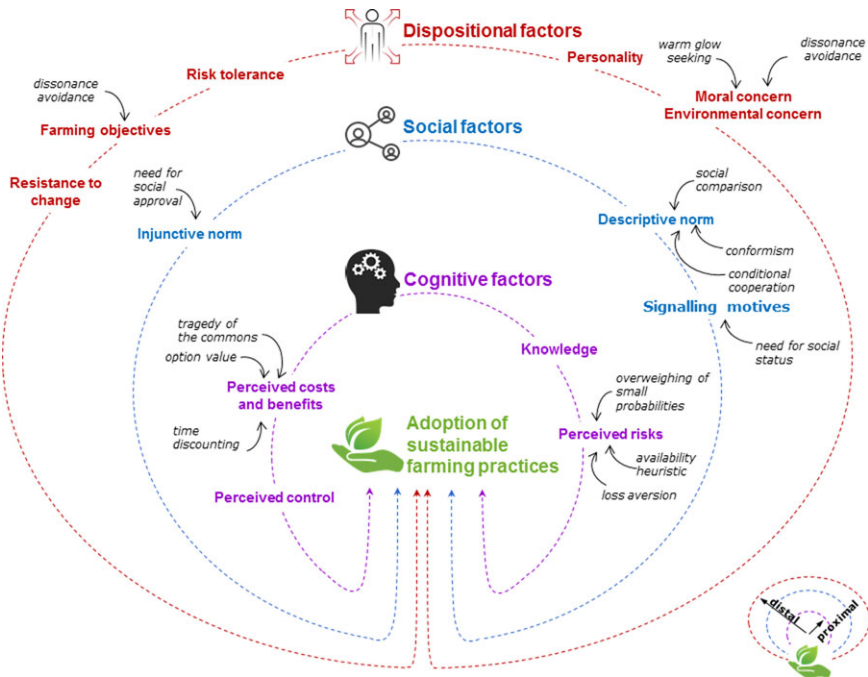 Dispositional factors
Risk tolerance
Personality
warm glow
seeking
dissonance
avoidance
dissonance
avoidance
Farming objectives
Moral concern
Environmental concern
Social factors
Resistance to
change
need for
social
approval
Injunctive norm
social
comparison
Descriptive norm
conformism
conditional
cooperation
Signalling motives
need for social
status
Cognitive factors
tragedy of
the commons
option value
Knowledge
Perceived costs
and benefits
time
discounting
overweighing of
small
probabilities
Perceived risks
availability
heuristic
loss aversion
Adoption of
sustainable
farming practices
Perceived control
distal
proximal